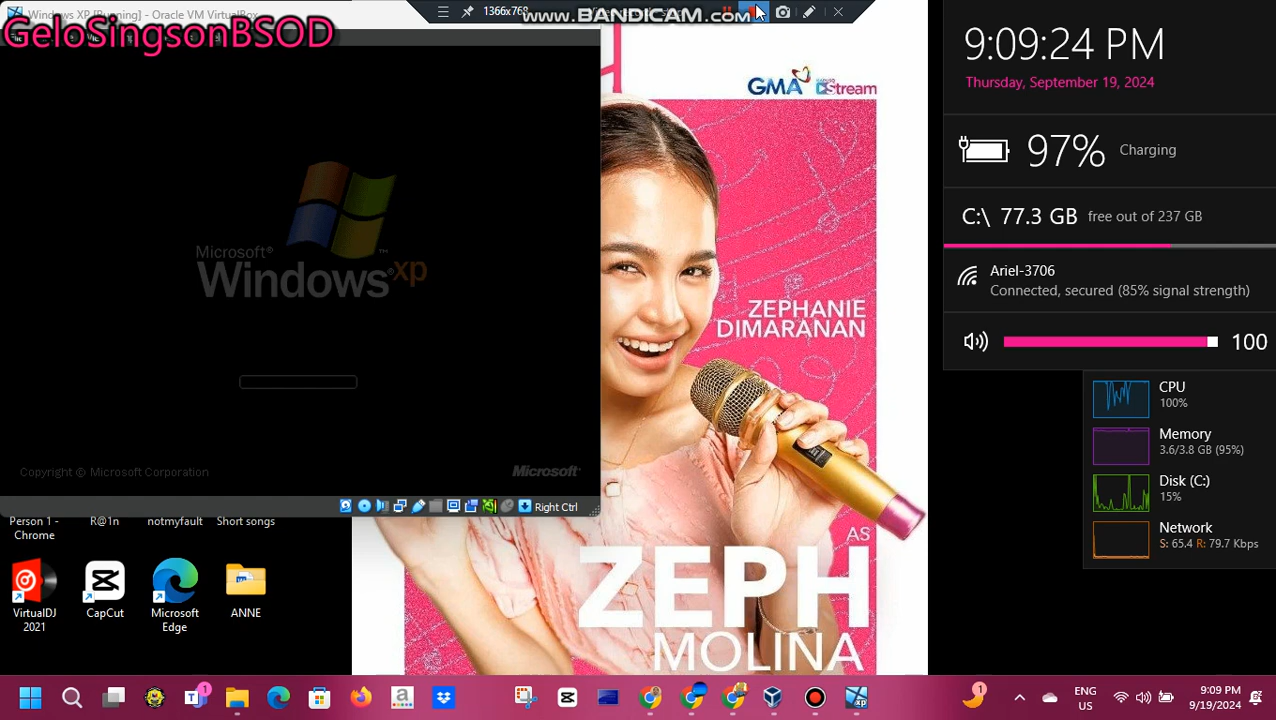 Windows XP [Running] - Oracle VM VirtualBox
GeloSingsonBSOD
1366x768
www.BANDICAM.com
9:09:24 PM
Thursday, September 19, 2024
97% Charging
C:\ 77.3 GB free out of 237 GB
Ariel-3706
Connected, secured (85% signal strength)
100
CPU
100%
Memory
3.6/3.8 GB (95%)
Disk (C:)
15%
Network
S: 65.4 R: 79.7 Kbps
GMA
Stream
Microsoft®
Windows xp
™
Copyright © Microsoft Corporation
Microsoft®
Right Ctrl
ZEPHANIE
DIMARANAN
AS
ZEPH
MOLINA
Person 1 -
Chrome
R@1n
notmyfault
Short songs
VirtualDJ
2021
CapCut
Microsoft
Edge
ANNE
1
1
ENG
US
9:09 PM
9/19/2024